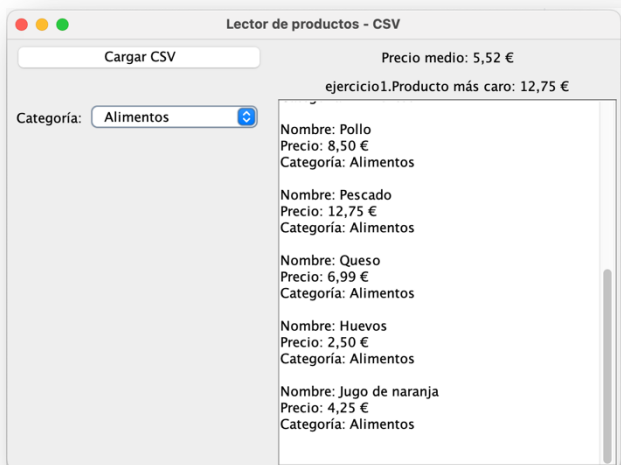 Lector de productos - CSV
Cargar CSV
Precio medio: 5,52 €
ejercicio1.Producto más caro: 12,75 €
Categoría:
Alimentos
Nombre: Pollo
Precio: 8,50 €
Categoría: Alimentos
Nombre: Pescado
Precio: 12,75 €
Categoría: Alimentos
Nombre: Queso
Precio: 6,99 €
Categoría: Alimentos
Nombre: Huevos
Precio: 2,50 €
Categoría: Alimentos
Nombre: Jugo de naranja
Precio: 4,25 €
Categoría: Alimentos